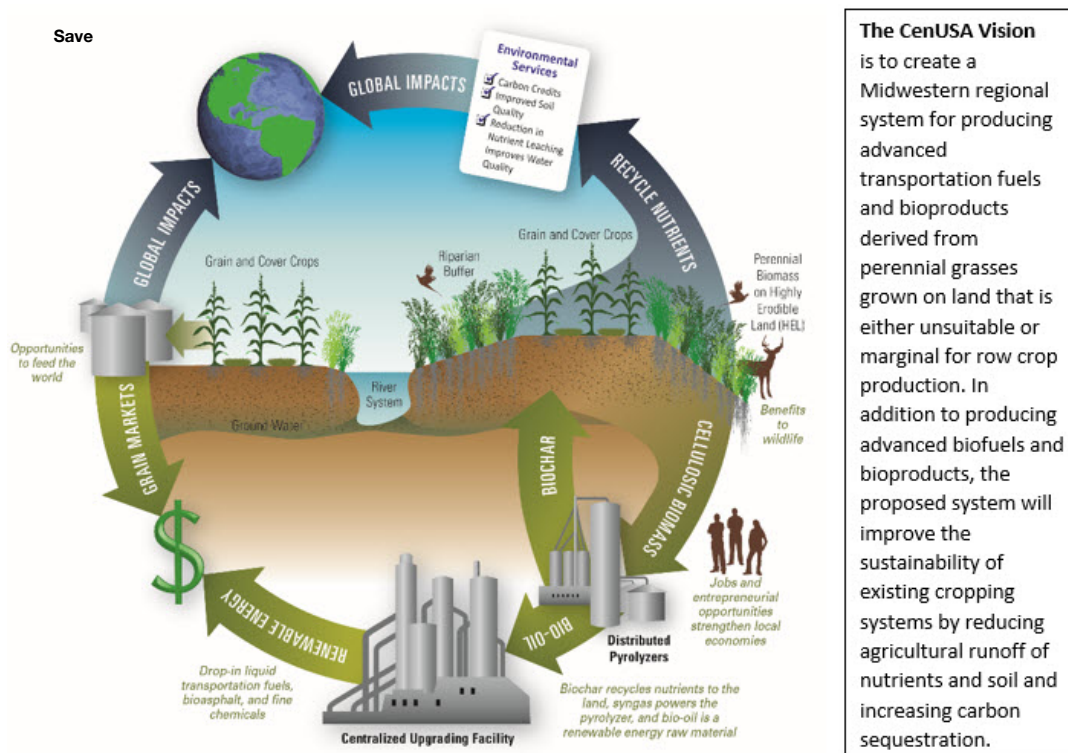 Save
Environmental
Services
Carbon Credits
Improved Soil
Quality
Reduction in
Nutrient Leaching
Improves Water
Quality
GLOBAL IMPACTS
GLOBAL IMPACTS
RECYCLE NUTRIENTS
Grain and Cover Crops
Riparian
Buffer
Grain and Cover Crops
Perennial
Biomass
on Highly
Erodible
Land (HEL)
Opportunities
to feed the
world
River
System
Ground Water
Benefits
to
wildlife
GRAIN MARKETS
BIOCHAR
CELLULOSIC BIOMASS
$
Jobs and
entrepreneurial
opportunities
strengthen local
economies
RENEWABLE ENERGY
BIO-OIL
Distributed
Pyrolyzers
Drop-in liquid
transportation fuels,
bioasphalt, and fine
chemicals
Biochar recycles nutrients to the
land, syngas powers the
pyrolyzer, and bio-oil is a
renewable energy raw material
Centralized Upgrading Facility
The CenUSA Vision
is to create a
Midwestern regional
system for producing
advanced
transportation fuels
and bioproducts
derived from
perennial grasses
grown on land that is
either unsuitable or
marginal for row crop
production. In
addition to producing
advanced biofuels and
bioproducts, the
proposed system will
improve the
sustainability of
existing cropping
systems by reducing
agricultural runoff of
nutrients and soil and
increasing carbon
sequestration.